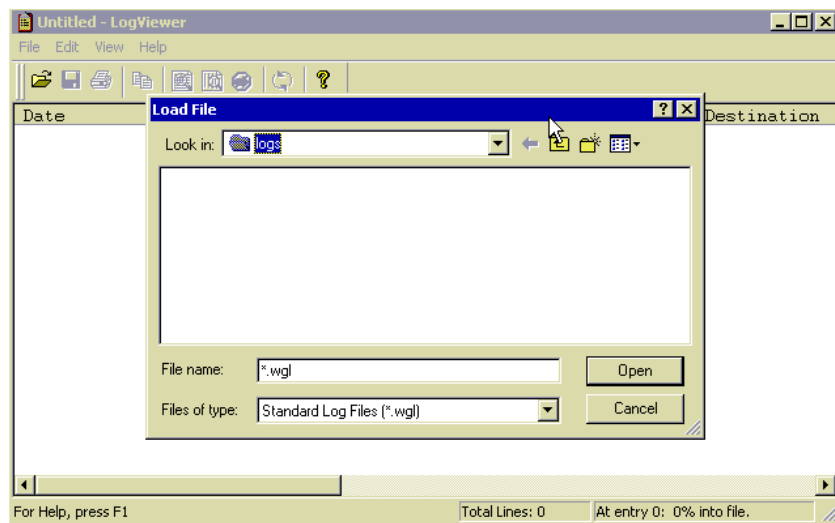 Untitled - LogViewer
File Edit View Help
Date
Destination
Load File
Look in: logs
File name: *.wgl
Open
Files of type: Standard Log Files (*.wgl)
Cancel
For Help, press F1
Total Lines: 0
At entry 0: 0% into file.